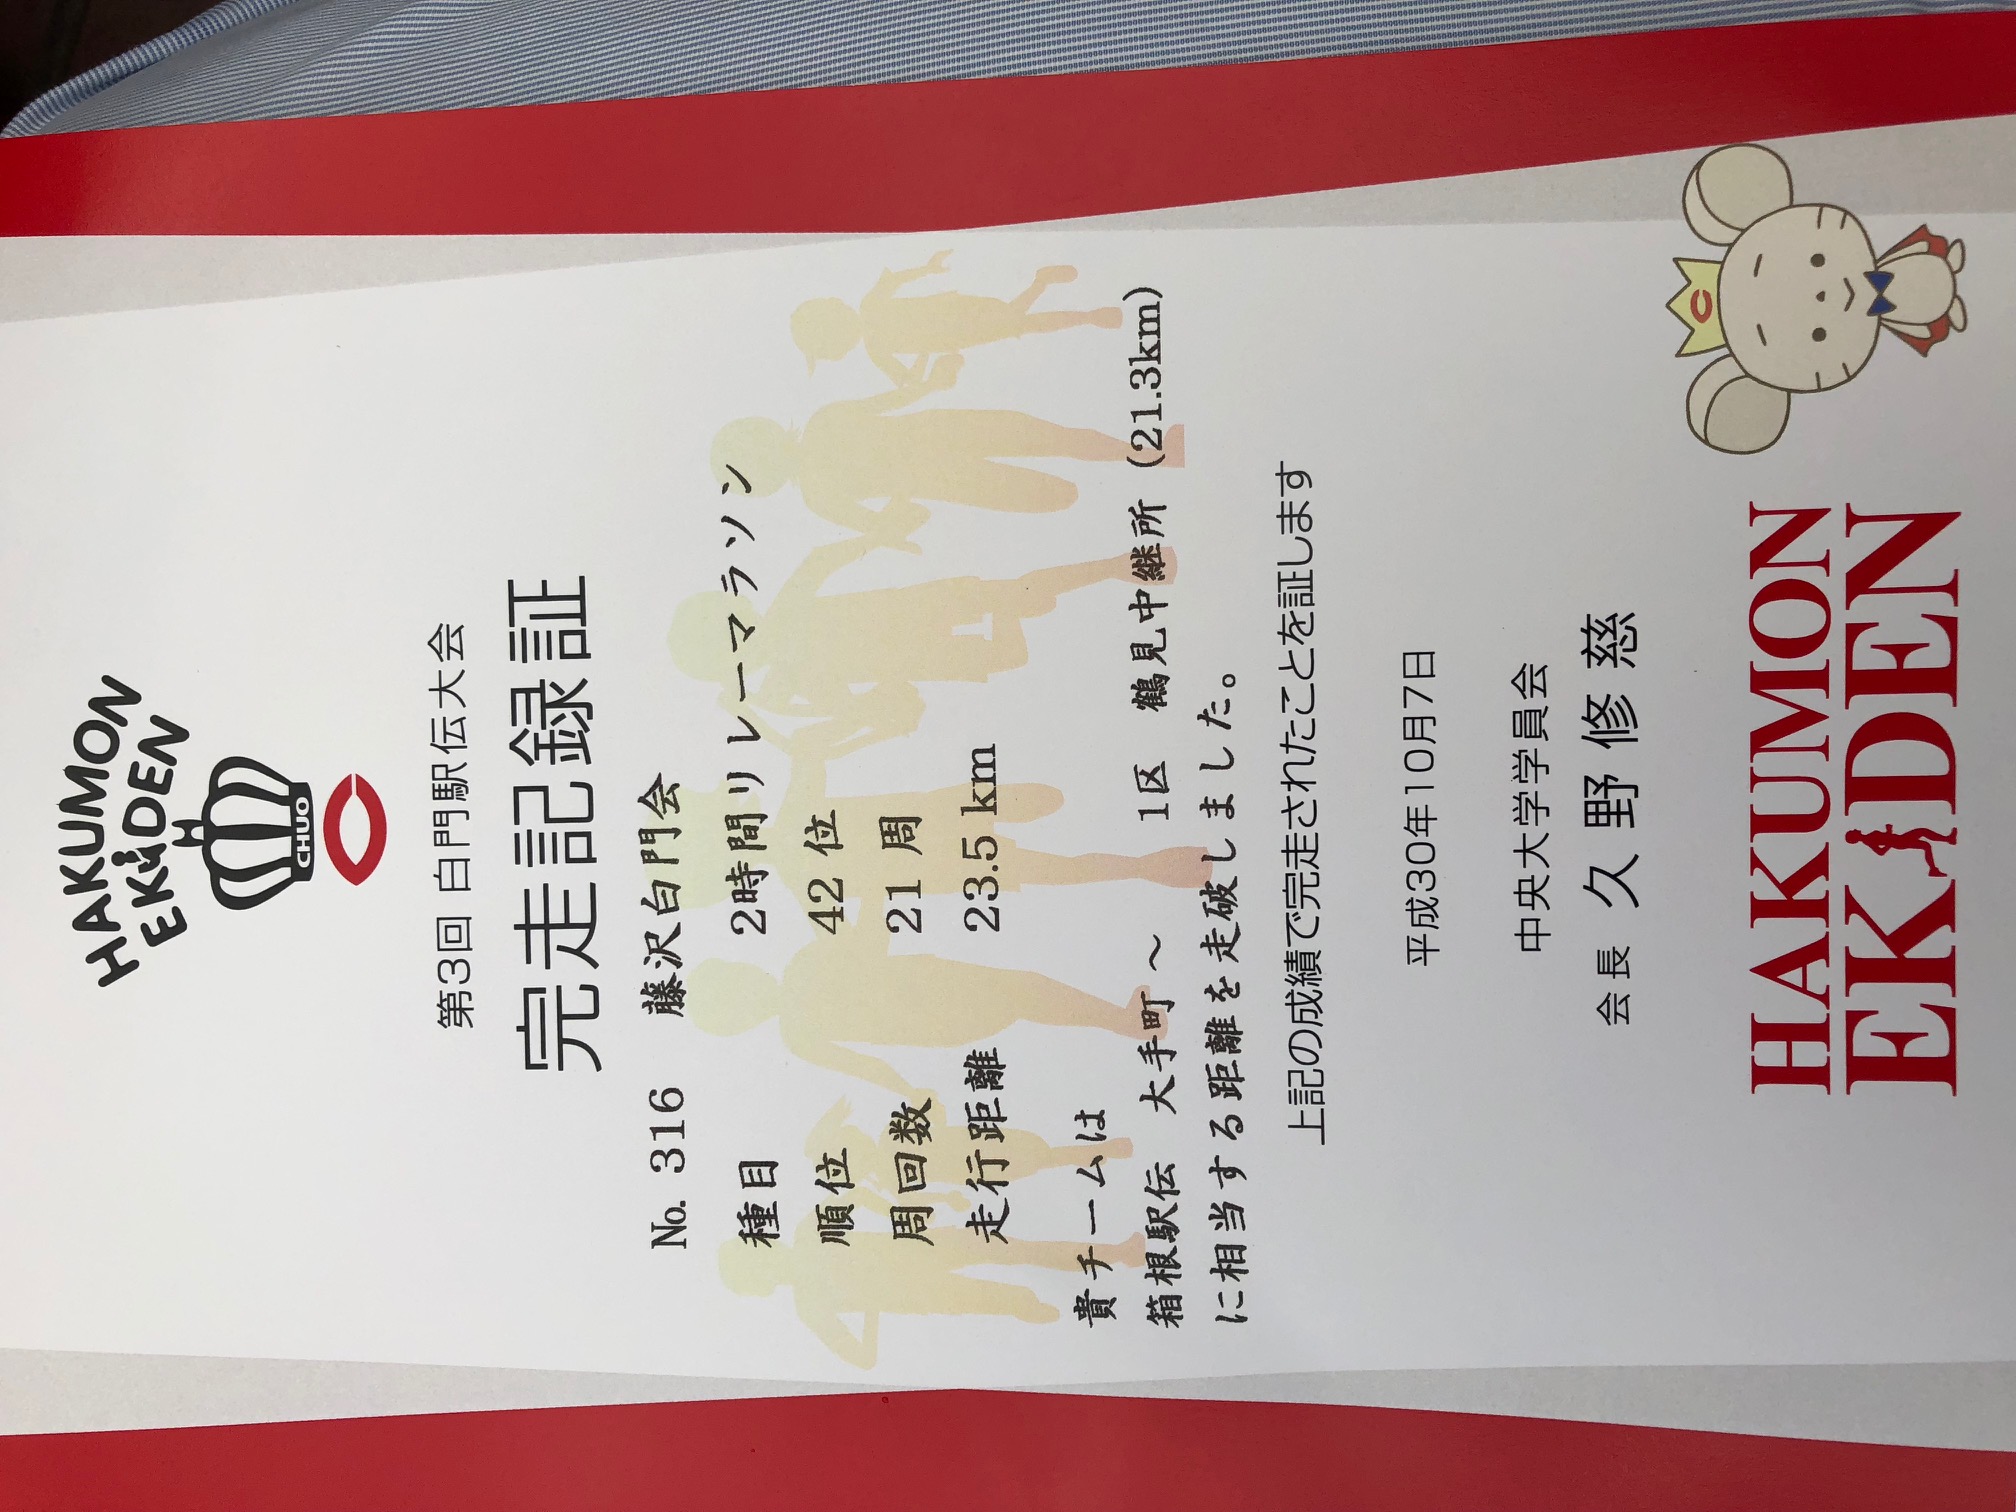 HAKUMON
EKIDEN
CHUO
第3回 白門駅伝大会
完走記録証
№ 316 藤沢白門会
種目 2時間リレーマラソン
順位 42 位
周回数 21 周
走行距離 23.5 km
貴チームは
箱根駅伝 大手町～ 1区 鶴見中継所 (21.3km)
に相当する距離を走破しました。
上記の成績で完走されたことを証します
平成30年10月7日
中央大学学員会
会長 久野修慈
HAKUMON
EKIDEN